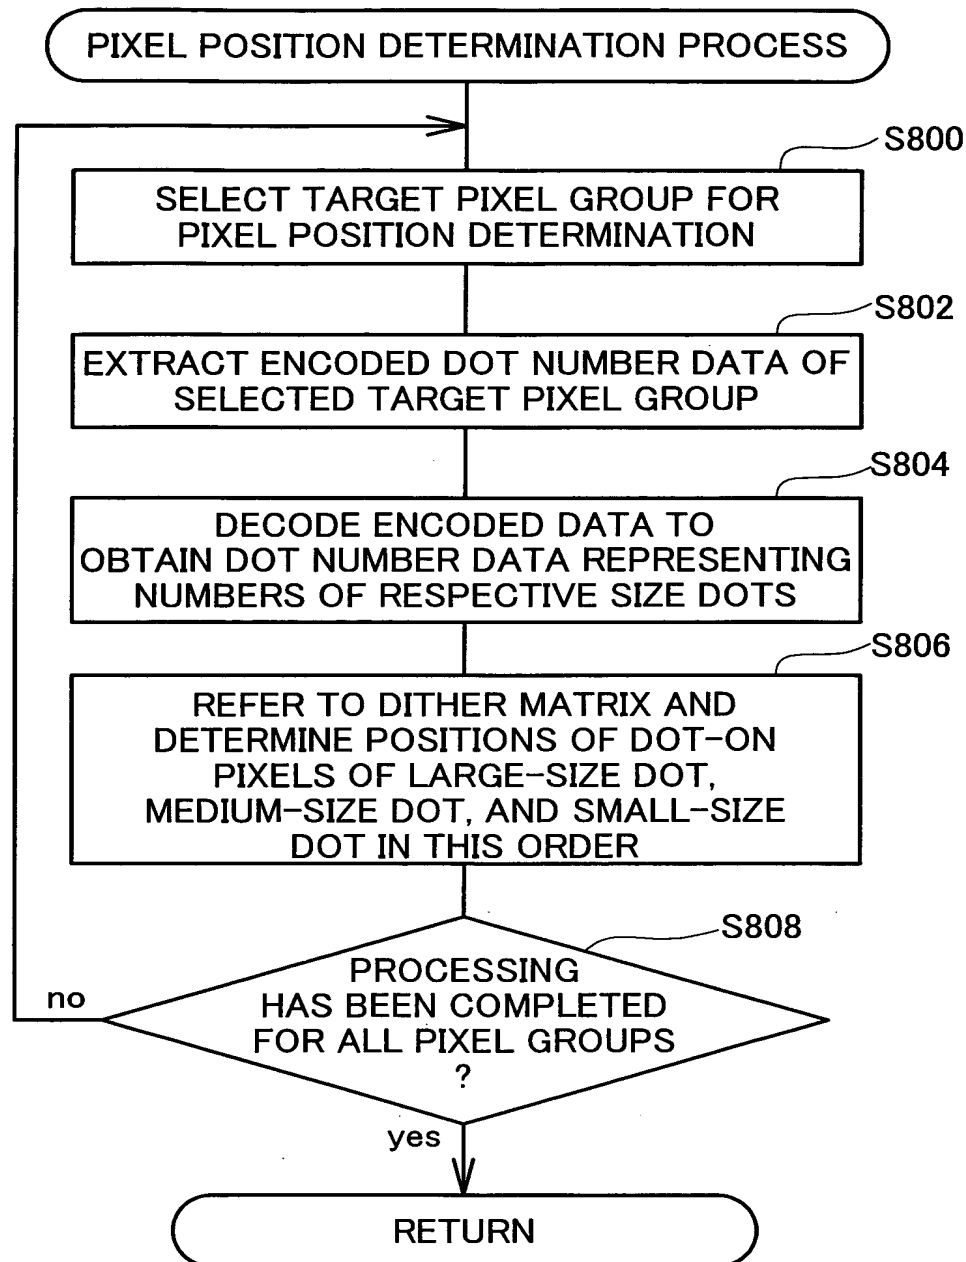 PIXEL POSITION DETERMINATION PROCESS
S800
SELECT TARGET PIXEL GROUP FOR
PIXEL POSITION DETERMINATION
S802
EXTRACT ENCODED DOT NUMBER DATA OF
SELECTED TARGET PIXEL GROUP
S804
DECODE ENCODED DATA TO
OBTAIN DOT NUMBER DATA REPRESENTING
NUMBERS OF RESPECTIVE SIZE DOTS
S806
REFER TO DITHER MATRIX AND
DETERMINE POSITIONS OF DOT-ON
PIXELS OF LARGE-SIZE DOT,
MEDIUM-SIZE DOT, AND SMALL-SIZE
DOT IN THIS ORDER
S808
PROCESSING
HAS BEEN COMPLETED
FOR ALL PIXEL GROUPS
?
no
yes
RETURN